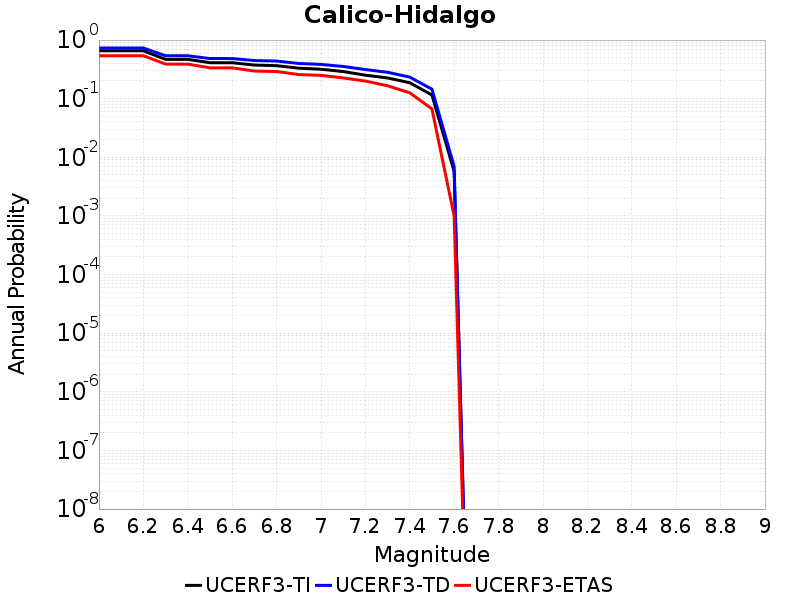 Calico-Hidalgo
Annual Probability
10^0
10^-1
10^-2
10^-3
10^-4
10^-5
10^-6
10^-7
10^-8
6 6.2 6.4 6.6 6.8 7 7.2 7.4 7.6 7.8 8 8.2 8.4 8.6 8.8 9
Magnitude
UCERF3-TI UCERF3-TD UCERF3-ETAS